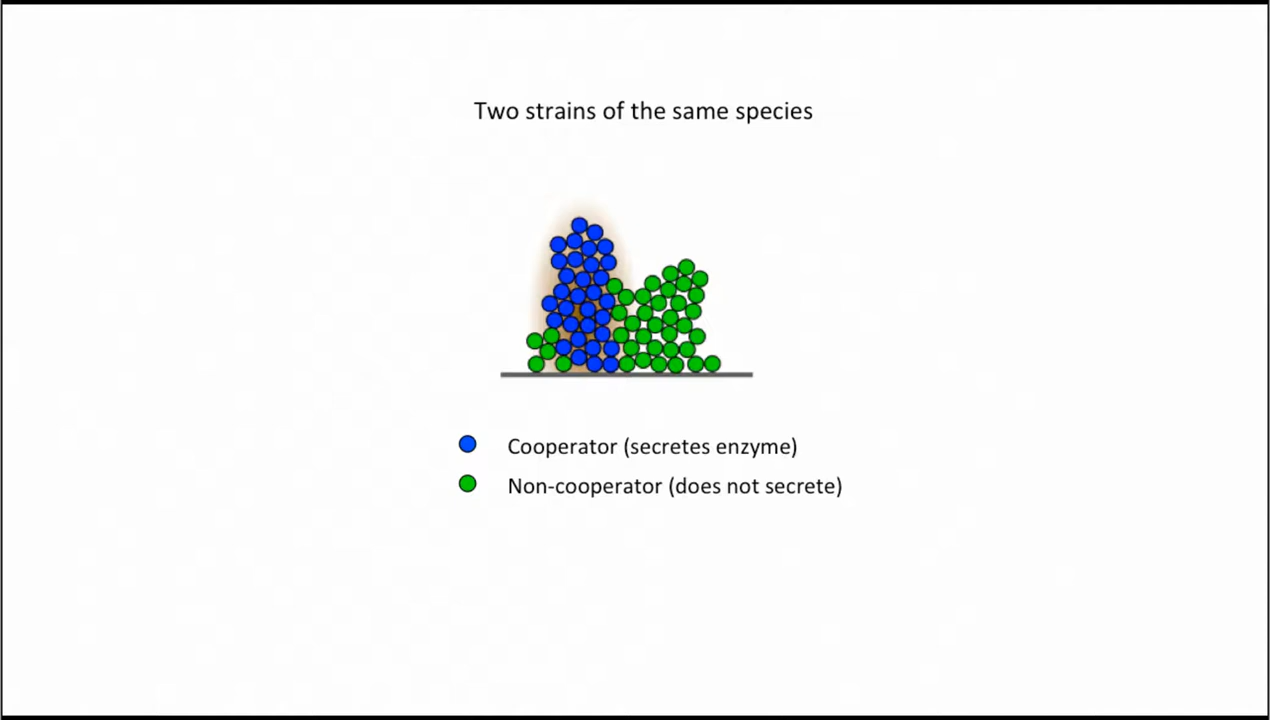 Two strains of the same species
Cooperator (secretes enzyme)
Non-cooperator (does not secrete)